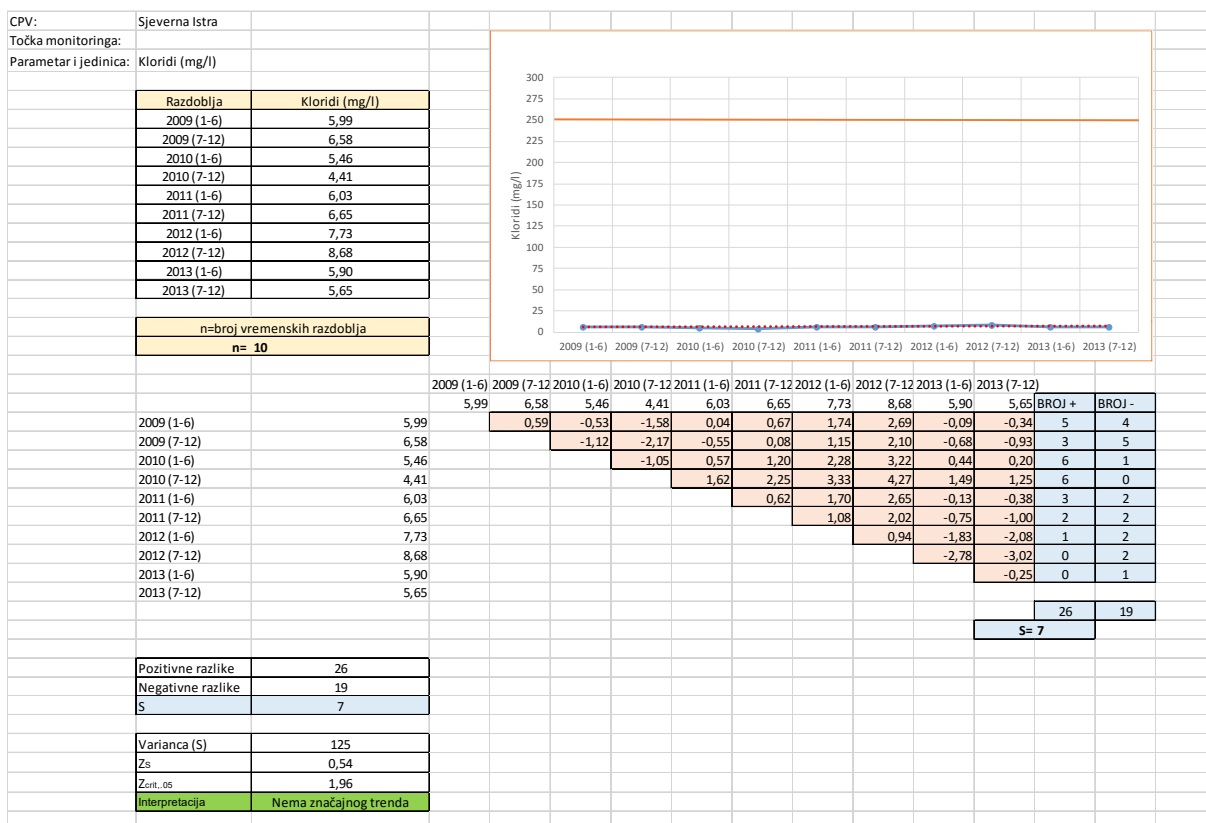 CPV: Sjeverna Istra
Točka monitoringa:
Parametar i jedinica: Kloridi (mg/l)
Razdoblja Kloridi (mg/l)
2009 (1-6) 5,99
2009 (7-12) 6,58
2010 (1-6) 5,46
2010 (7-12) 4,41
2011 (1-6) 6,03
2011 (7-12) 6,65
2012 (1-6) 7,73
2012 (7-12) 8,68
2013 (1-6) 5,90
2013 (7-12) 5,65
n=broj vremenskih razdoblja
n= 10
Kloridi (mg/l)
300
275
250
225
200
175
150
125
100
75
50
25
0
2009 (1-6) 2009 (7-12) 2010 (1-6) 2010 (7-12) 2011 (1-6) 2011 (7-12) 2012 (1-6) 2012 (7-12) 2013 (1-6) 2013 (7-12)
2009 (1-6) 2009 (7-12 2010 (1-6) 2010 (7-12 2011 (1-6) 2011 (7-12 2012 (1-6) 2012 (7-12 2013 (1-6) 2013 (7-12)
5,99 6,58 5,46 4,41 6,03 6,65 7,73 8,68 5,90 5,65 BROJ + BROJ -
2009 (1-6) 5,99 0,59 -0,53 -1,58 0,04 0,67 1,74 2,69 -0,09 -0,34 5 4
2009 (7-12) 6,58 -1,12 -2,17 -0,55 0,08 1,15 2,10 -0,68 -0,93 3 5
2010 (1-6) 5,46 -1,05 0,57 1,20 2,28 3,22 0,44 0,20 6 1
2010 (7-12) 4,41 1,62 2,25 3,33 4,27 1,49 1,25 6 0
2011 (1-6) 6,03 0,62 1,70 2,65 -0,13 -0,38 3 2
2011 (7-12) 6,65 1,08 2,02 -0,75 -1,00 2 2
2012 (1-6) 7,73 0,94 -1,83 -2,08 1 2
2012 (7-12) 8,68 -2,78 -3,02 0 2
2013 (1-6) 5,90 -0,25 0 1
2013 (7-12) 5,65
26 19
S= 7
Pozitivne razlike 26
Negativne razlike 19
S 7
Varianca (S) 125
Zs 0,54
Zcrit,.05 1,96
Interpretacija Nema značajnog trenda